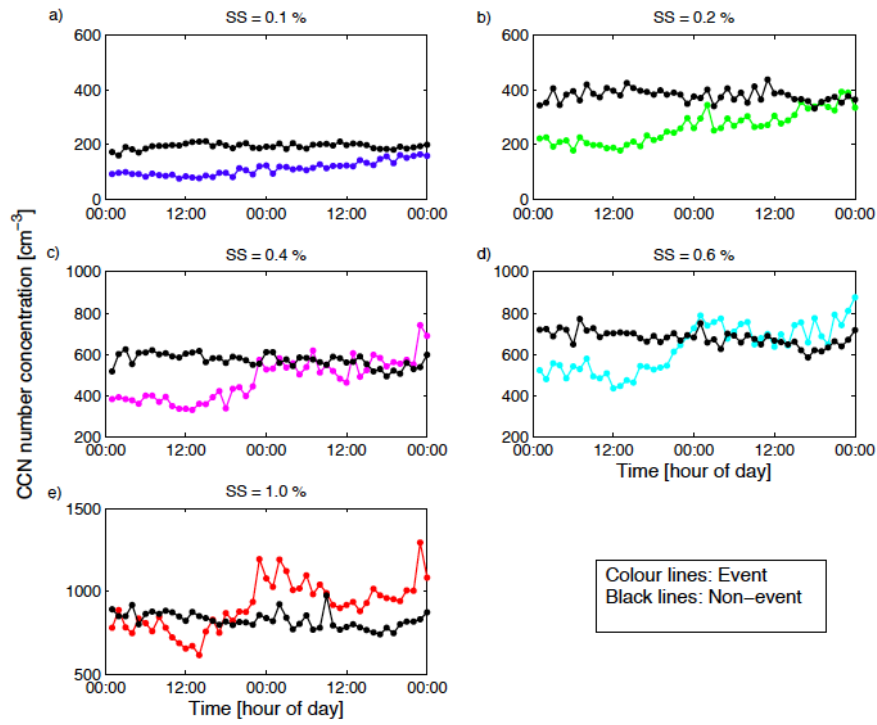 a)
SS = 0.1 %
600
400
200
0
00:00 12:00 00:00 12:00 00:00
b)
SS = 0.2 %
600
400
200
0
00:00 12:00 00:00 12:00 00:00
c)
SS = 0.4 %
1000
800
600
400
200
00:00 12:00 00:00 12:00 00:00
d)
SS = 0.6 %
1000
800
600
400
200
00:00 12:00 00:00 12:00 00:00
Time [hour of day]
e)
SS = 1.0 %
1500
1000
500
00:00 12:00 00:00 12:00 00:00
Time [hour of day]
CCN number concentration [cm⁻³]
Colour lines: Event
Black lines: Non−event